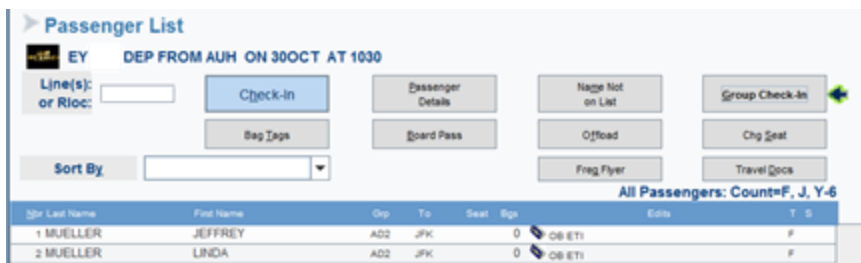 Passenger List
EY DEP FROM AUH ON 30OCT AT 1030
Line(s):
or Rloc:
Check-In
Passenger
Details
Name Not
on List
Group Check-In
Bag Tags
Board Pass
Offload
Chg Seat
Sort By
Freq Flyer
Travel Docs
All Passengers: Count=F, J, Y-6
Nbr Last Name First Name Grp To Seat Bgs Edits T S
1 MUELLER JEFFREY AD2 JFK 0 OB ETI F
2 MUELLER LINDA AD2 JFK 0 OB ETI F